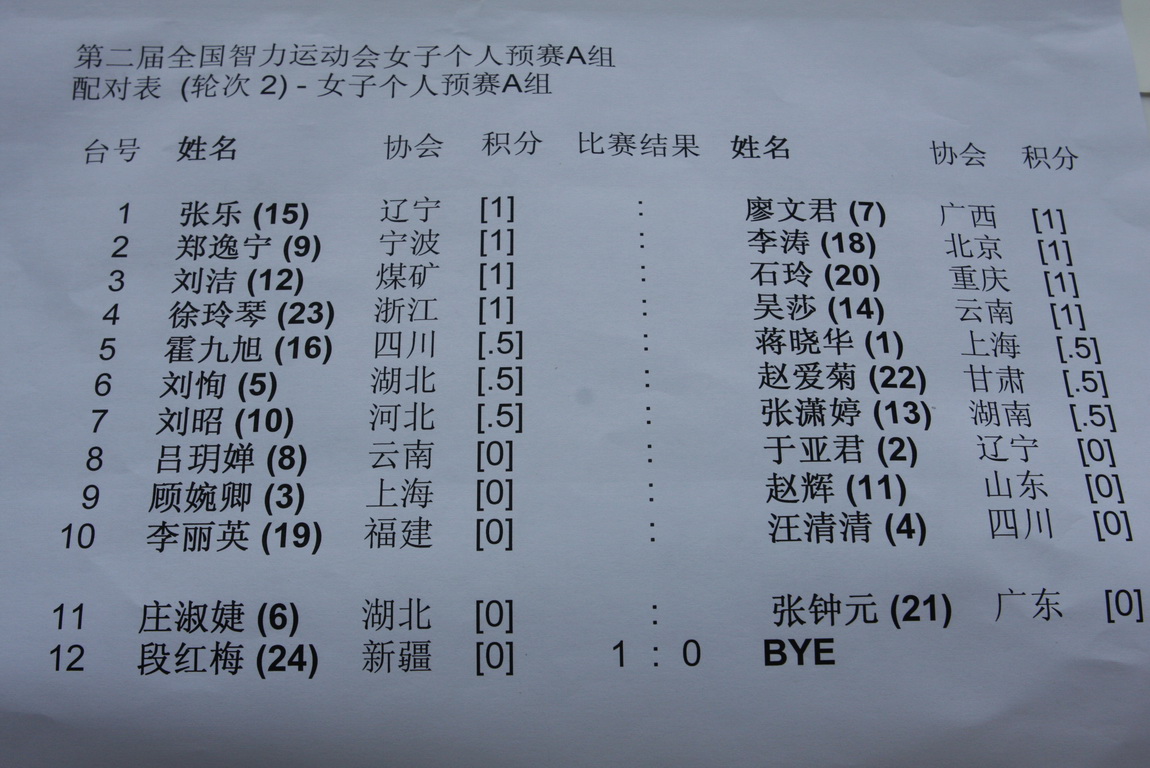 第二届全国智力运动会女子个人预赛A组
配对表 (轮次 2) - 女子个人预赛A组
台号 姓名 协会 积分 比赛结果 姓名 协会 积分
1 张乐 (15) 辽宁 [1] : 廖文君 (7) 广西 [1]
2 郑逸宁 (9) 宁波 [1] : 李涛 (18) 北京 [1]
3 刘洁 (12) 煤矿 [1] : 石玲 (20) 重庆 [1]
4 徐玲琴 (23) 浙江 [1] : 吴莎 (14) 云南 [1]
5 霍九旭 (16) 四川 [.5] : 蒋晓华 (1) 上海 [.5]
6 刘恂 (5) 湖北 [.5] : 赵爱菊 (22) 甘肃 [.5]
7 刘昭 (10) 河北 [.5] : 张潇婷 (13) 湖南 [.5]
8 吕玥婵 (8) 云南 [0] : 于亚君 (2) 辽宁 [0]
9 顾婉卿 (3) 上海 [0] : 赵辉 (11) 山东 [0]
10 李丽英 (19) 福建 [0] : 汪清清 (4) 四川 [0]
11 庄淑婕 (6) 湖北 [0] : 张钟元 (21) 广东 [0]
12 段红梅 (24) 新疆 [0] 1 : 0 BYE